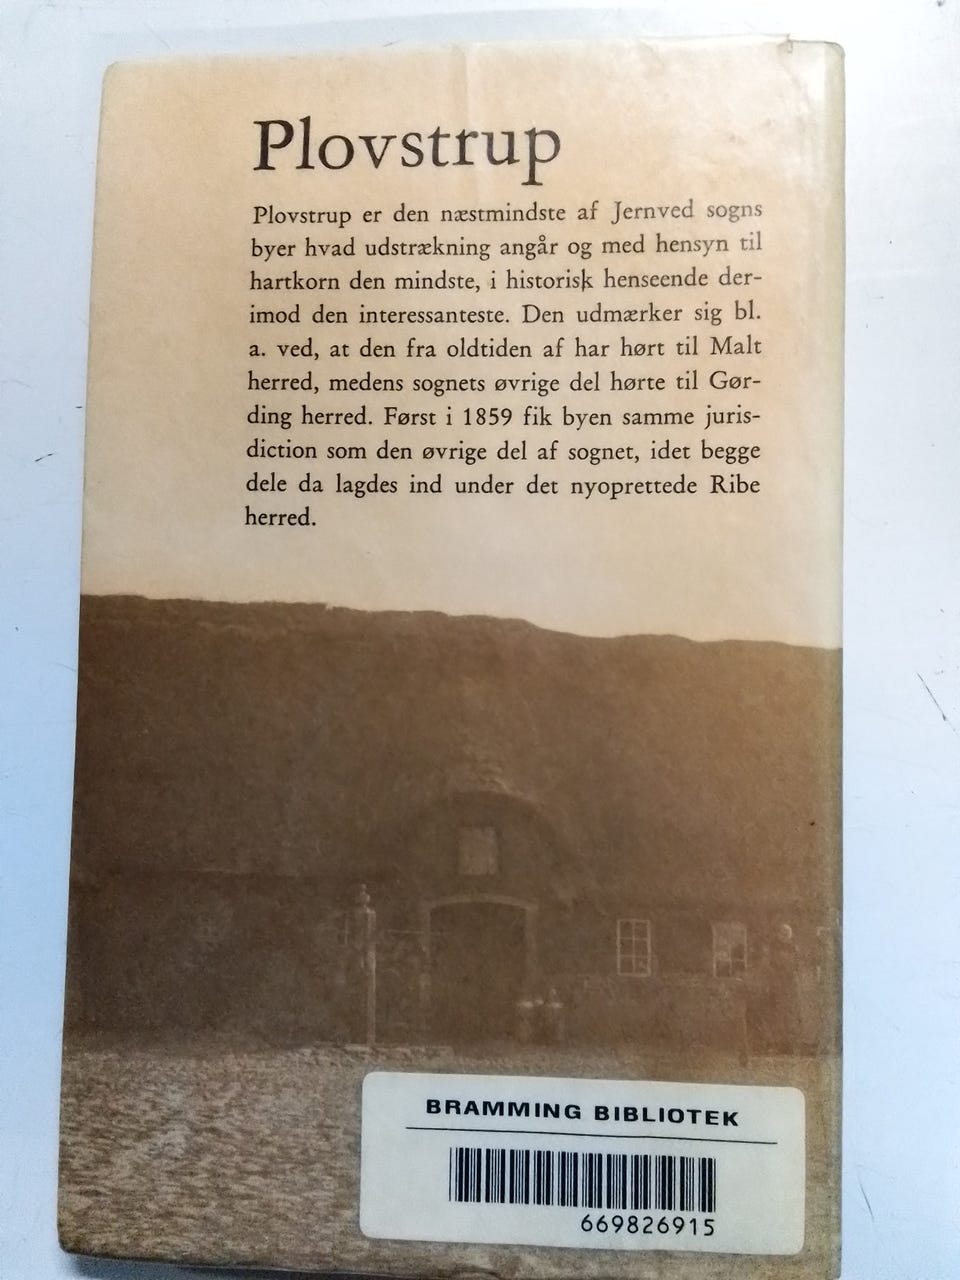 Plovstrup
Plovstrup er den næstmindste af Jernved sogns
byer hvad udstrækning angår og med hensyn til
hartkorn den mindste, i historisk henseende der-
imod den interessanteste. Den udmærker sig bl.
a. ved, at den fra oldtiden af har hørt til Malt
herred, medens sognets øvrige del hørte til Gør-
ding herred. Først i 1859 fik byen samme juris-
diction som den øvrige del af sognet, idet begge
dele da lagdes ind under det nyoprettede Ribe
herred.
BRAMMING BIBLIOTEK
669826915